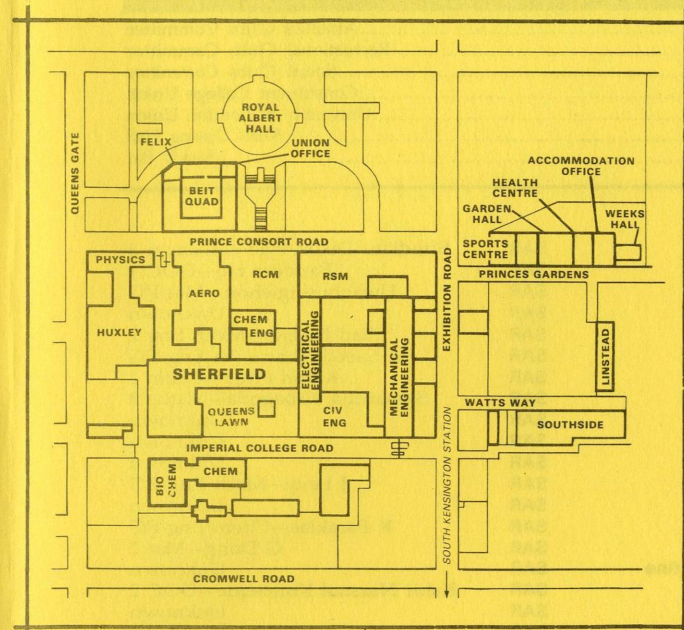 ROYAL
ALBERT
HALL
QUEENS GATE
FELIX
UNION
OFFICE
BEIT
QUAD
ACCOMMODATION
OFFICE
HEALTH
CENTRE
GARDEN
HALL
WEEKS
HALL
SPORTS
CENTRE
PRINCE CONSORT ROAD
PRINCES GARDENS
EXHIBITION ROAD
PHYSICS
RCM
RSM
AERO
HUXLEY
CHEM
ENG
ELECTRICAL
ENGINEERING
MECHANICAL
ENGINEERING
LINSTEAD
SHERFIELD
QUEENS
LAWN
CIV
ENG
WATTS WAY
SOUTHSIDE
IMPERIAL COLLEGE ROAD
BIO
CHEM
CHEM
SOUTH KENSINGTON STATION
CROMWELL ROAD